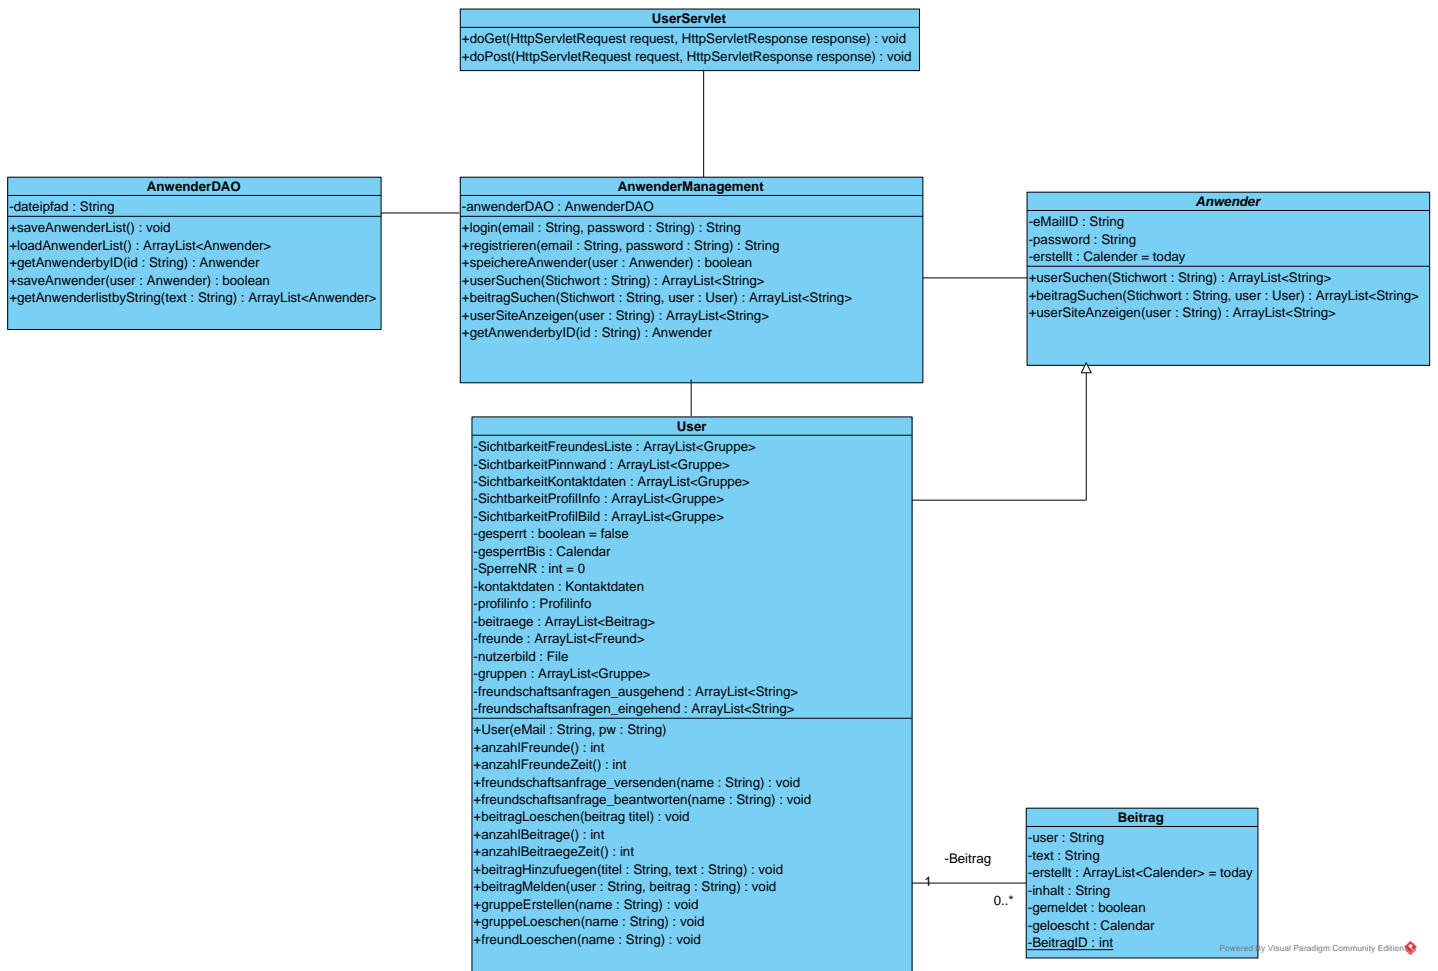 UserServlet
+doGet(HttpServletRequest request, HttpServletResponse response) : void
+doPost(HttpServletRequest request, HttpServletResponse response) : void
AnwenderDAO
-dateipfad : String
+saveAnwenderList() : void
+loadAnwenderList() : ArrayList<Anwender>
+getAnwenderbyID(id : String) : Anwender
+saveAnwender(user : Anwender) : boolean
+getAnwenderlistbyString(text : String) : ArrayList<Anwender>
AnwenderManagement
-anwenderDAO : AnwenderDAO
+login(email : String, password : String) : String
+registrieren(email : String, password : String) : String
+speichereAnwender(user : Anwender) : boolean
+userSuchen(Stichwort : String) : ArrayList<String>
+beitragSuchen(Stichwort : String, user : User) : ArrayList<String>
+userSiteAnzeigen(user : String) : ArrayList<String>
+getAnwenderbyID(id : String) : Anwender
Anwender
-eMailID : String
-password : String
-erstellt : Calender = today
+userSuchen(Stichwort : String) : ArrayList<String>
+beitragSuchen(Stichwort : String, user : User) : ArrayList<String>
+userSiteAnzeigen(user : String) : ArrayList<String>
User
-SichtbarkeitFreundesListe : ArrayList<Gruppe>
-SichtbarkeitPinnwand : ArrayList<Gruppe>
-SichtbarkeitKontaktdaten : ArrayList<Gruppe>
-SichtbarkeitProfilInfo : ArrayList<Gruppe>
-SichtbarkeitProfilBild : ArrayList<Gruppe>
-gesperrt : boolean = false
-gesperrtBis : Calendar
-SperreNR : int = 0
-kontaktdaten : Kontaktdaten
-profilinfo : Profilinfo
-beitraege : ArrayList<Beitrag>
-freunde : ArrayList<Freund>
-nutzerbild : File
-gruppen : ArrayList<Gruppe>
-freundschaftsanfragen_ausgehend : ArrayList<String>
-freundschaftsanfragen_eingehend : ArrayList<String>
+User(eMail : String, pw : String)
+anzahlFreunde() : int
+anzahlFreundeZeit() : int
+freundschaftsanfrage_versenden(name : String) : void
+freundschaftsanfrage_beantworten(name : String) : void
+beitragLoeschen(beitrag titel) : void
+anzahlBeitrage() : int
+anzahlBeitraegeZeit() : int
+beitragHinzufuegen(titel : String, text : String) : void
+beitragMelden(user : String, beitrag : String) : void
+gruppeErstellen(name : String) : void
+gruppeLoeschen(name : String) : void
+freundLoeschen(name : String) : void
-Beitrag
1
0..*
Beitrag
-user : String
-text : String
-erstellt : ArrayList<Calender> = today
-inhalt : String
-gemeldet : boolean
-geloescht : Calendar
-BeitragID : int
Powered By Visual Paradigm Community Edition